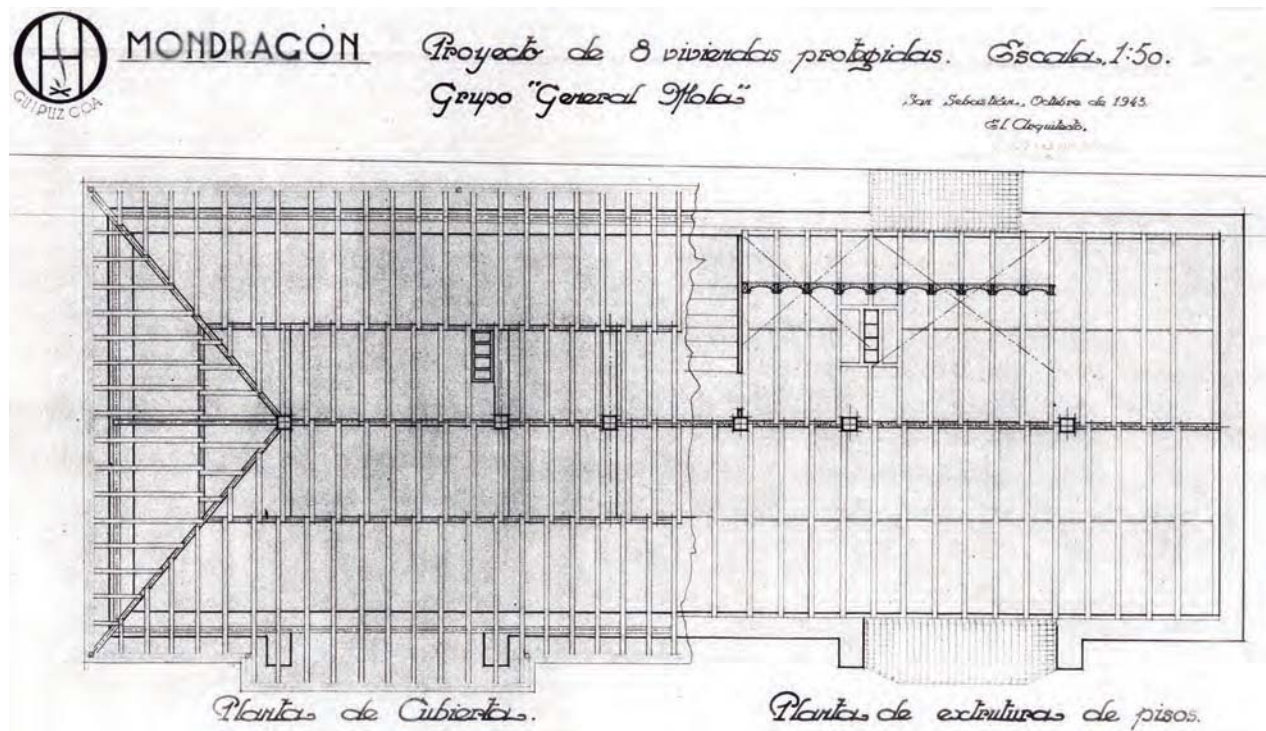 MONDRAGÓN
GUIPUZCOA
Proyecto de 8 viviendas protegidas. Escala, 1:50.
Grupo "General Mola"
San Sebastián, Octubre de 1943.
El Arquitecto,
Planta de Cubierta.
Planta de extrutura de pisos.